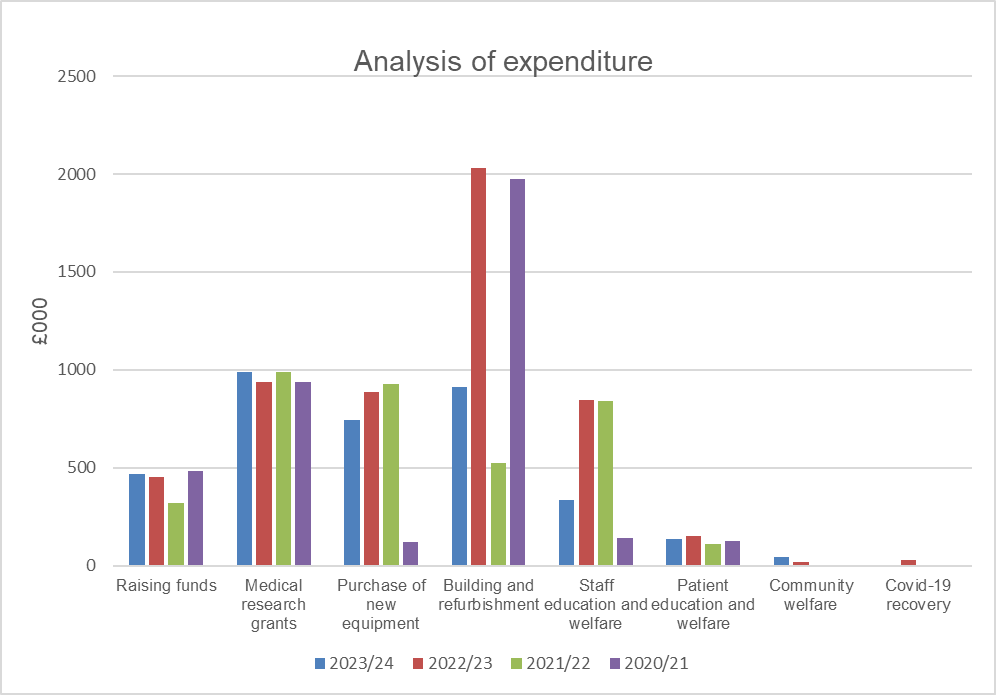 Analysis of expenditure
2500
2000
1500
1000
500
0
£000
Raising funds
Medical
research
grants
Purchase of
new
equipment
Building and
refurbishment
Staff
education and
welfare
Patient
education and
welfare
Community
welfare
Covid-19
recovery
2023/24
2022/23
2021/22
2020/21